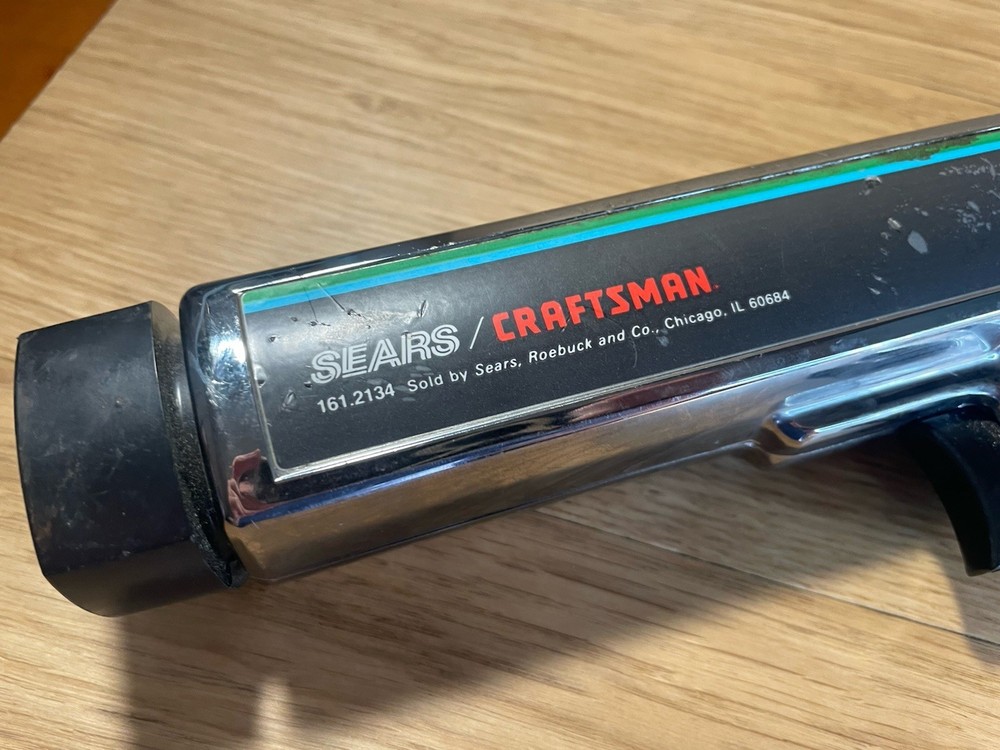 SEARS / CRAFTSMAN.
161.2134 Sold by Sears, Roebuck and Co., Chicago, IL 60684